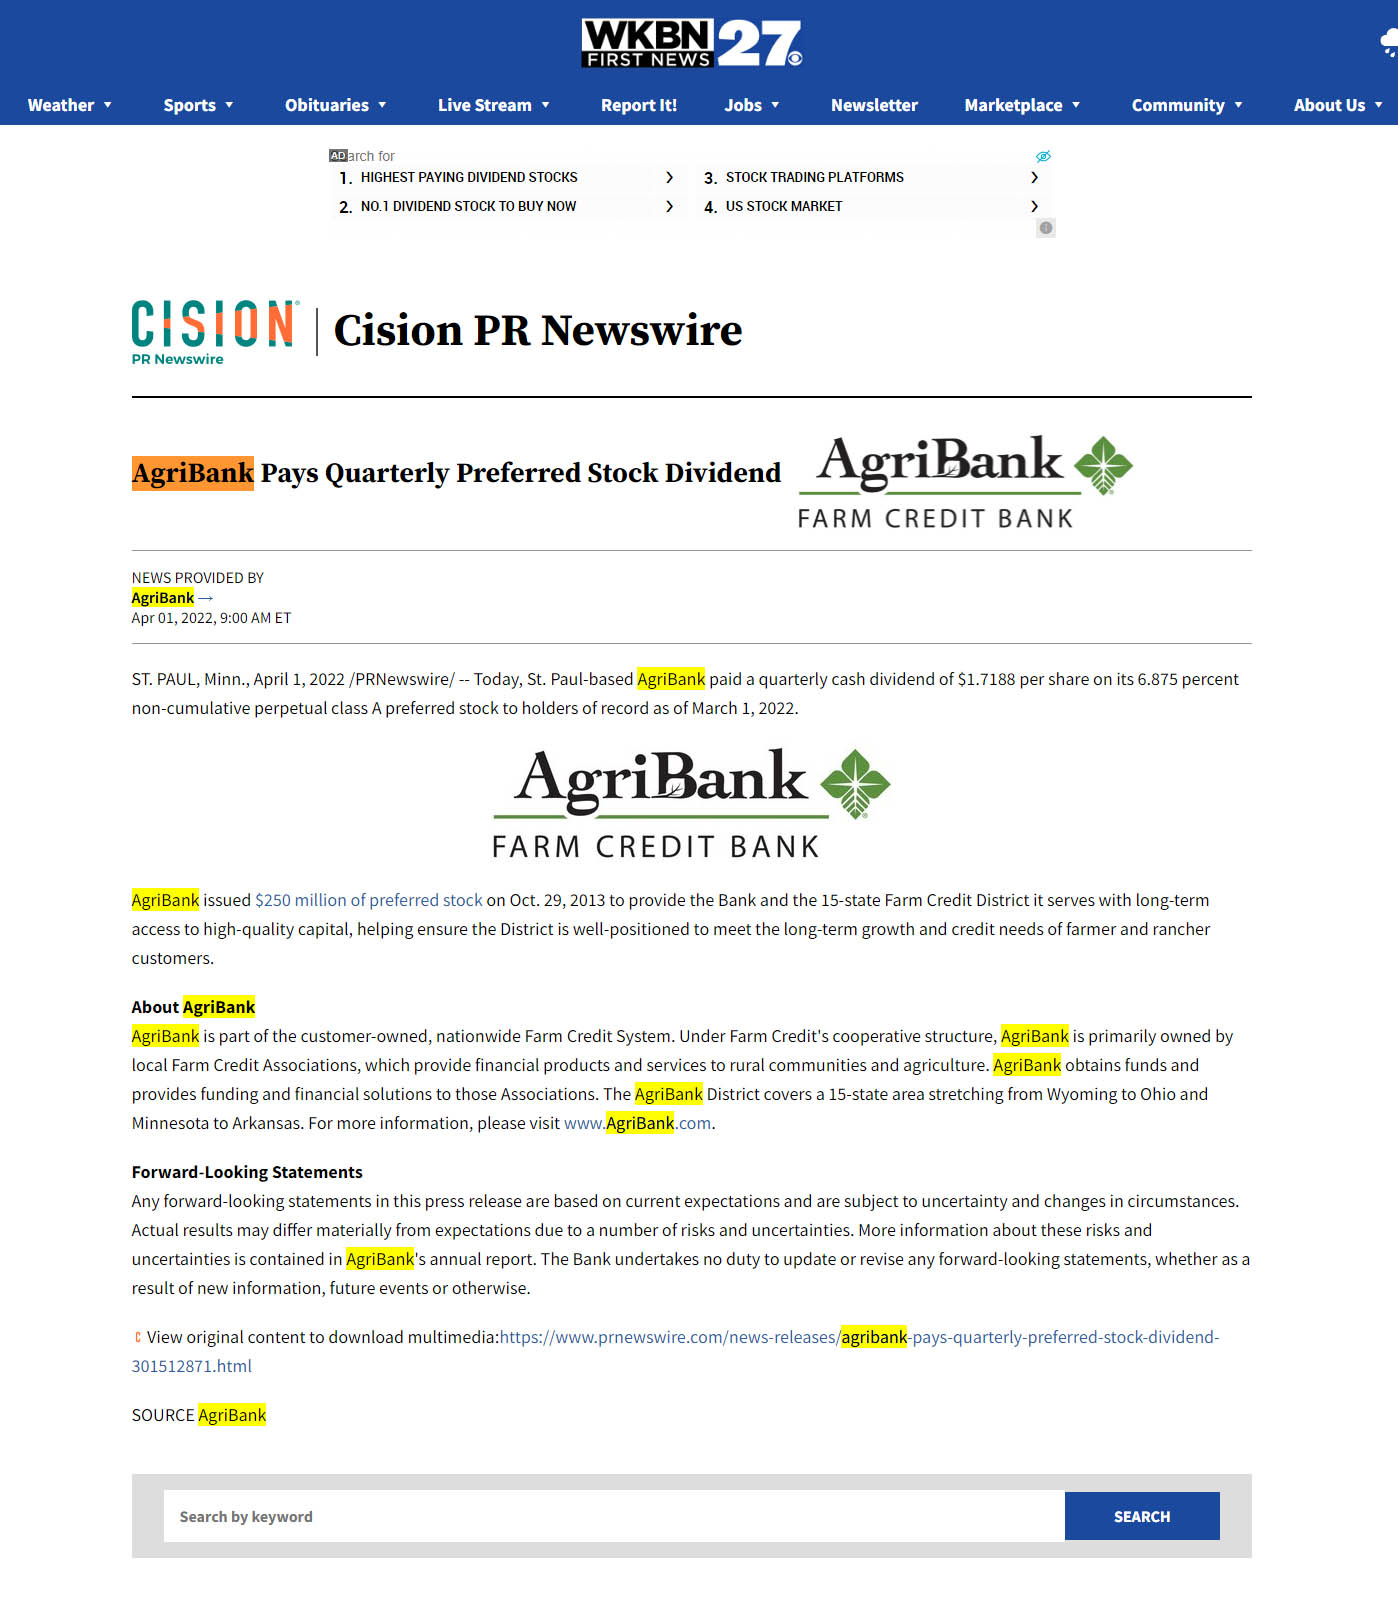 WKBN 27
FIRST NEWS
Weather Sports Obituaries Live Stream Report It! Jobs Newsletter Marketplace Community About Us
AD arch for
1. HIGHEST PAYING DIVIDEND STOCKS
2. NO.1 DIVIDEND STOCK TO BUY NOW
3. STOCK TRADING PLATFORMS
4. US STOCK MARKET
CISION®
PR Newswire
Cision PR Newswire
AgriBank Pays Quarterly Preferred Stock Dividend
AgriBank
FARM CREDIT BANK
NEWS PROVIDED BY
AgriBank →
Apr 01, 2022, 9:00 AM ET
ST. PAUL, Minn., April 1, 2022 /PRNewswire/ -- Today, St. Paul-based AgriBank paid a quarterly cash dividend of $1.7188 per share on its 6.875 percent
non-cumulative perpetual class A preferred stock to holders of record as of March 1, 2022.
AgriBank
FARM CREDIT BANK
AgriBank issued $250 million of preferred stock on Oct. 29, 2013 to provide the Bank and the 15-state Farm Credit District it serves with long-term
access to high-quality capital, helping ensure the District is well-positioned to meet the long-term growth and credit needs of farmer and rancher
customers.
About AgriBank
AgriBank is part of the customer-owned, nationwide Farm Credit System. Under Farm Credit's cooperative structure, AgriBank is primarily owned by
local Farm Credit Associations, which provide financial products and services to rural communities and agriculture. AgriBank obtains funds and
provides funding and financial solutions to those Associations. The AgriBank District covers a 15-state area stretching from Wyoming to Ohio and
Minnesota to Arkansas. For more information, please visit www.AgriBank.com.
Forward-Looking Statements
Any forward-looking statements in this press release are based on current expectations and are subject to uncertainty and changes in circumstances.
Actual results may differ materially from expectations due to a number of risks and uncertainties. More information about these risks and
uncertainties is contained in AgriBank's annual report. The Bank undertakes no duty to update or revise any forward-looking statements, whether as a
result of new information, future events or otherwise.
View original content to download multimedia:https://www.prnewswire.com/news-releases/agribank-pays-quarterly-preferred-stock-dividend-
301512871.html
SOURCE AgriBank
Search by keyword
SEARCH